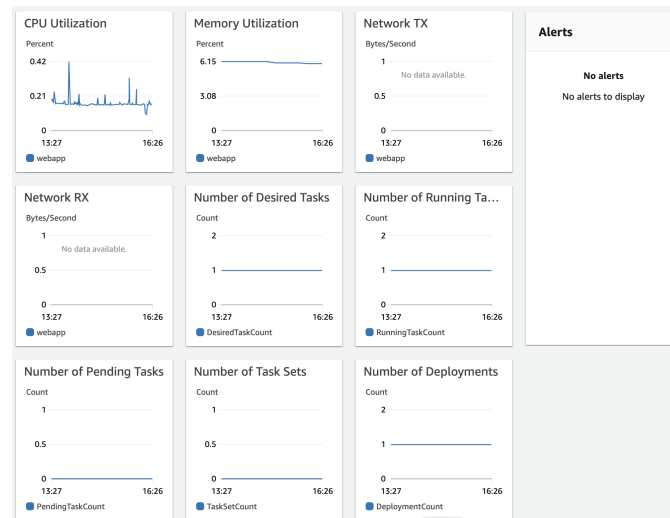 CPU Utilization
Percent
0.42
0.21
0
13:27 16:26
webapp
Memory Utilization
Percent
6.15
3.08
0
13:27 16:26
webapp
Network TX
Bytes/Second
1
No data available.
0.5
0
13:27 16:26
webapp
Alerts
No alerts
No alerts to display
Network RX
Bytes/Second
1
No data available.
0.5
0
13:27 16:26
webapp
Number of Desired Tasks
Count
2
1
0
13:27 16:26
DesiredTaskCount
Number of Running Ta...
Count
2
1
0
13:27 16:26
RunningTaskCount
Number of Pending Tasks
Count
1
0.5
0
13:27 16:26
PendingTaskCount
Number of Task Sets
Count
1
0.5
0
13:27 16:26
TaskSetCount
Number of Deployments
Count
2
1
0
13:27 16:26
DeploymentCount